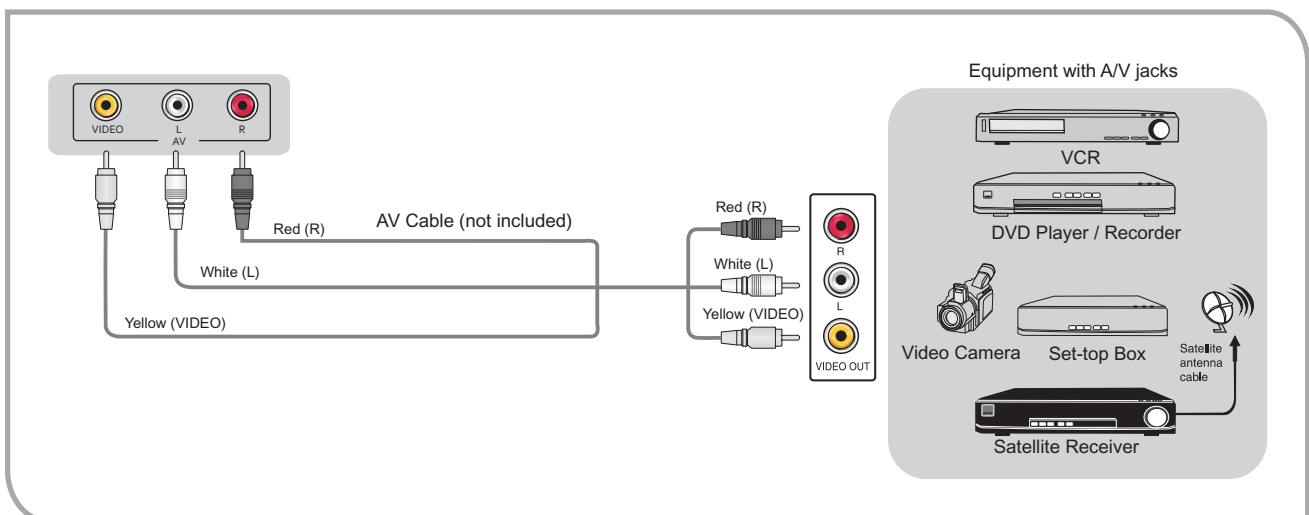 VIDEO
L
R
AV
Red (R)
White (L)
Yellow (VIDEO)
AV Cable (not included)
Red (R)
White (L)
Yellow (VIDEO)
R
L
VIDEO OUT
Equipment with A/V jacks
VCR
DVD Player / Recorder
Video Camera
Set-top Box
Satellite
antenna
cable
Satellite Receiver